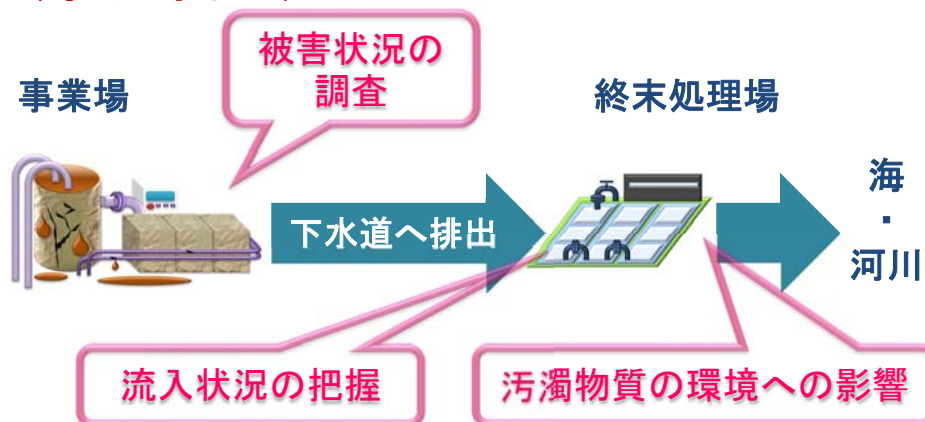 被害状況の
調査
事業場
終末処理場
海
・
河川
下水道へ排出
流入状況の把握
汚濁物質の環境への影響